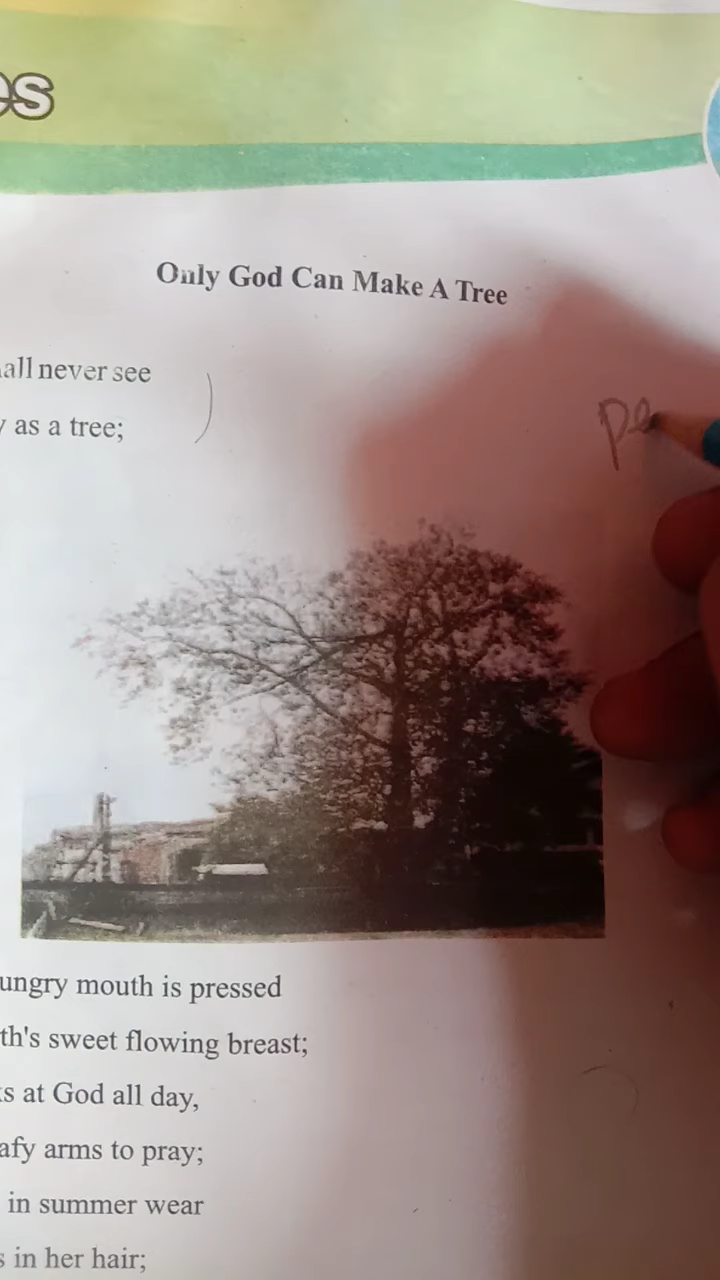 es
Only God Can Make A Tree
all never see
y as a tree;
pe
ungry mouth is pressed
th's sweet flowing breast;
s at God all day,
afy arms to pray;
in summer wear
s in her hair;